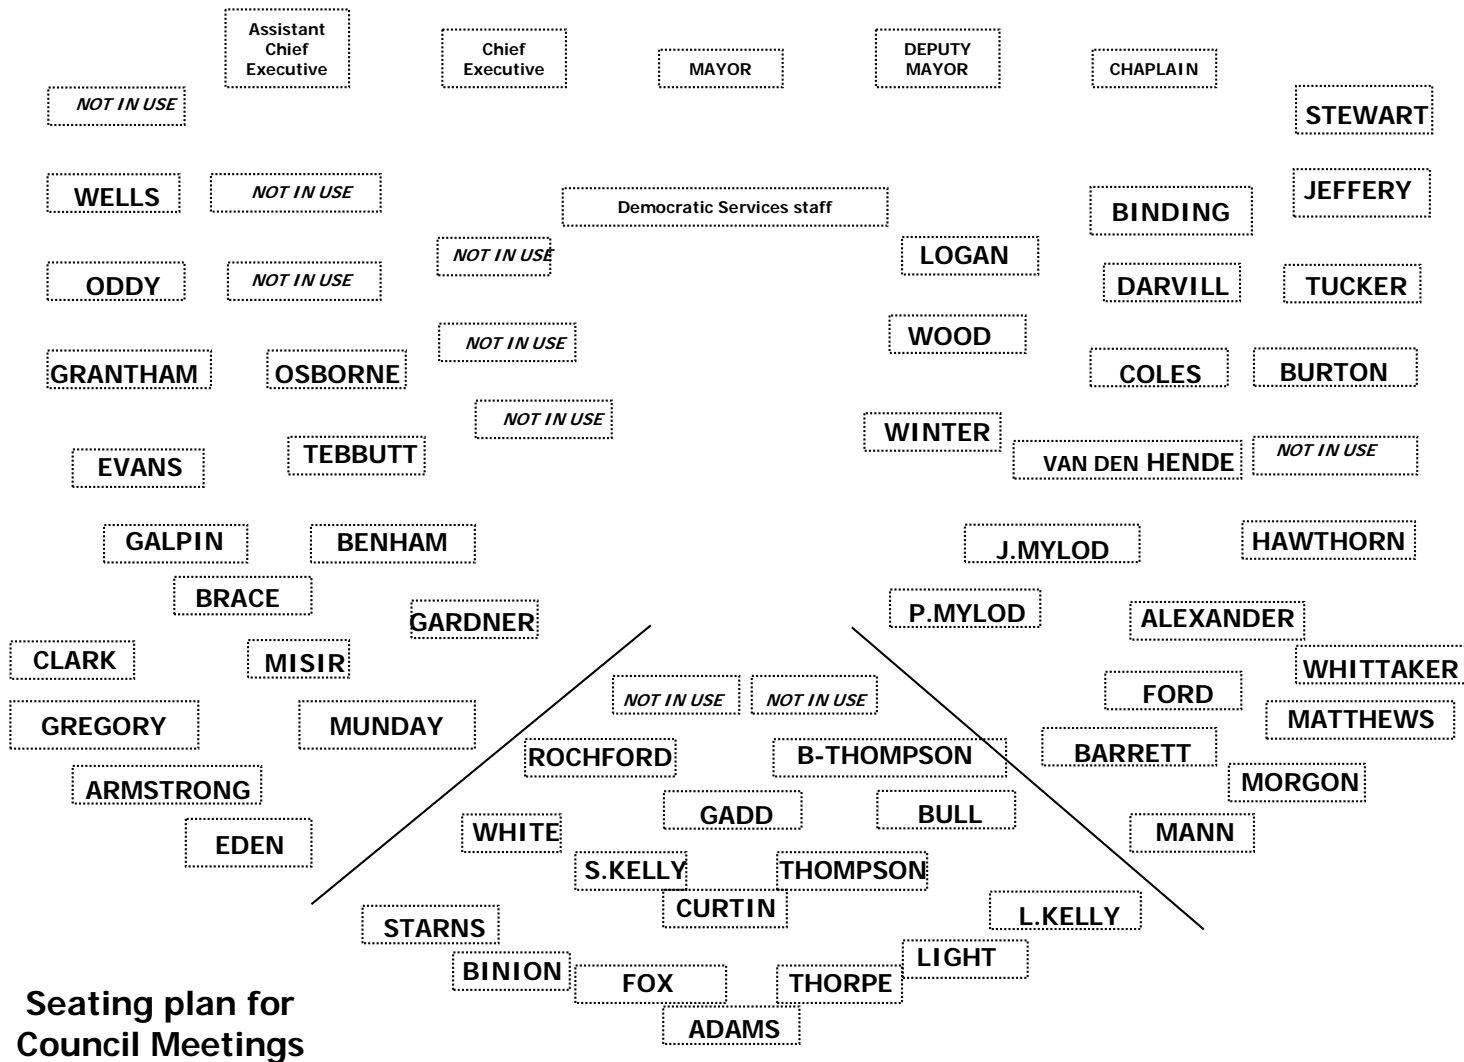 Assistant
Chief
Executive
Chief
Executive
MAYOR
DEPUTY
MAYOR
CHAPLAIN
NOT IN USE
STEWART
WELLS
NOT IN USE
Democratic Services staff
BINDING
JEFFERY
NOT IN USE
LOGAN
ODDY
NOT IN USE
DARVILL
TUCKER
NOT IN USE
WOOD
GRANTHAM
OSBORNE
COLES
BURTON
NOT IN USE
WINTER
EVANS
TEBBUTT
VAN DEN HENDE
NOT IN USE
GALPIN
BENHAM
J.MYLOD
HAWTHORN
BRACE
GARDNER
P.MYLOD
ALEXANDER
CLARK
MISIR
WHITTAKER
NOT IN USE
NOT IN USE
FORD
GREGORY
MUNDAY
MATTHEWS
ROCHFORD
B-THOMPSON
BARRETT
ARMSTRONG
MORGON
GADD
BULL
EDEN
WHITE
MANN
S.KELLY
THOMPSON
CURTIN
STARNS
L.KELLY
BINION
LIGHT
FOX
THORPE
ADAMS
Seating plan for
Council Meetings